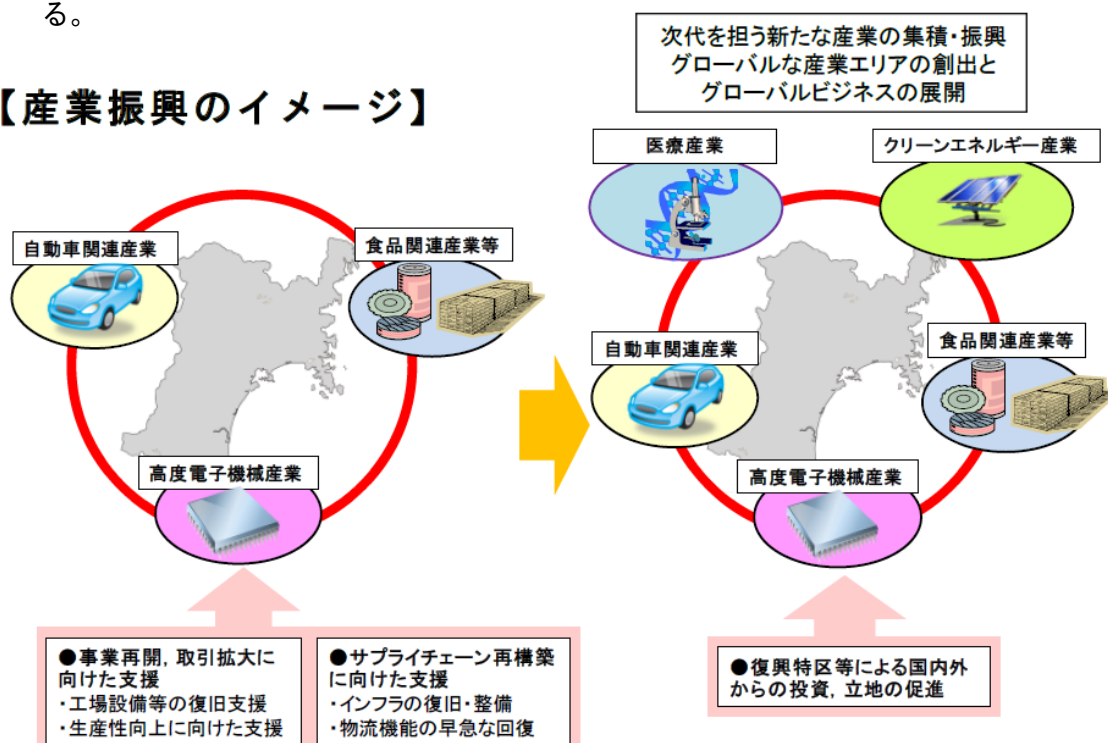 る。
【産業振興のイメージ】
次代を担う新たな産業の集積・振興
グローバルな産業エリアの創出と
グローバルビジネスの展開
自動車関連産業
食品関連産業等
高度電子機械産業
医療産業
クリーンエネルギー産業
自動車関連産業
食品関連産業等
高度電子機械産業
●事業再開，取引拡大に
向けた支援
・工場設備等の復旧支援
・生産性向上に向けた支援
●サプライチェーン再構築
に向けた支援
・インフラの復旧・整備
・物流機能の早急な回復
●復興特区等による国内外
からの投資，立地の促進